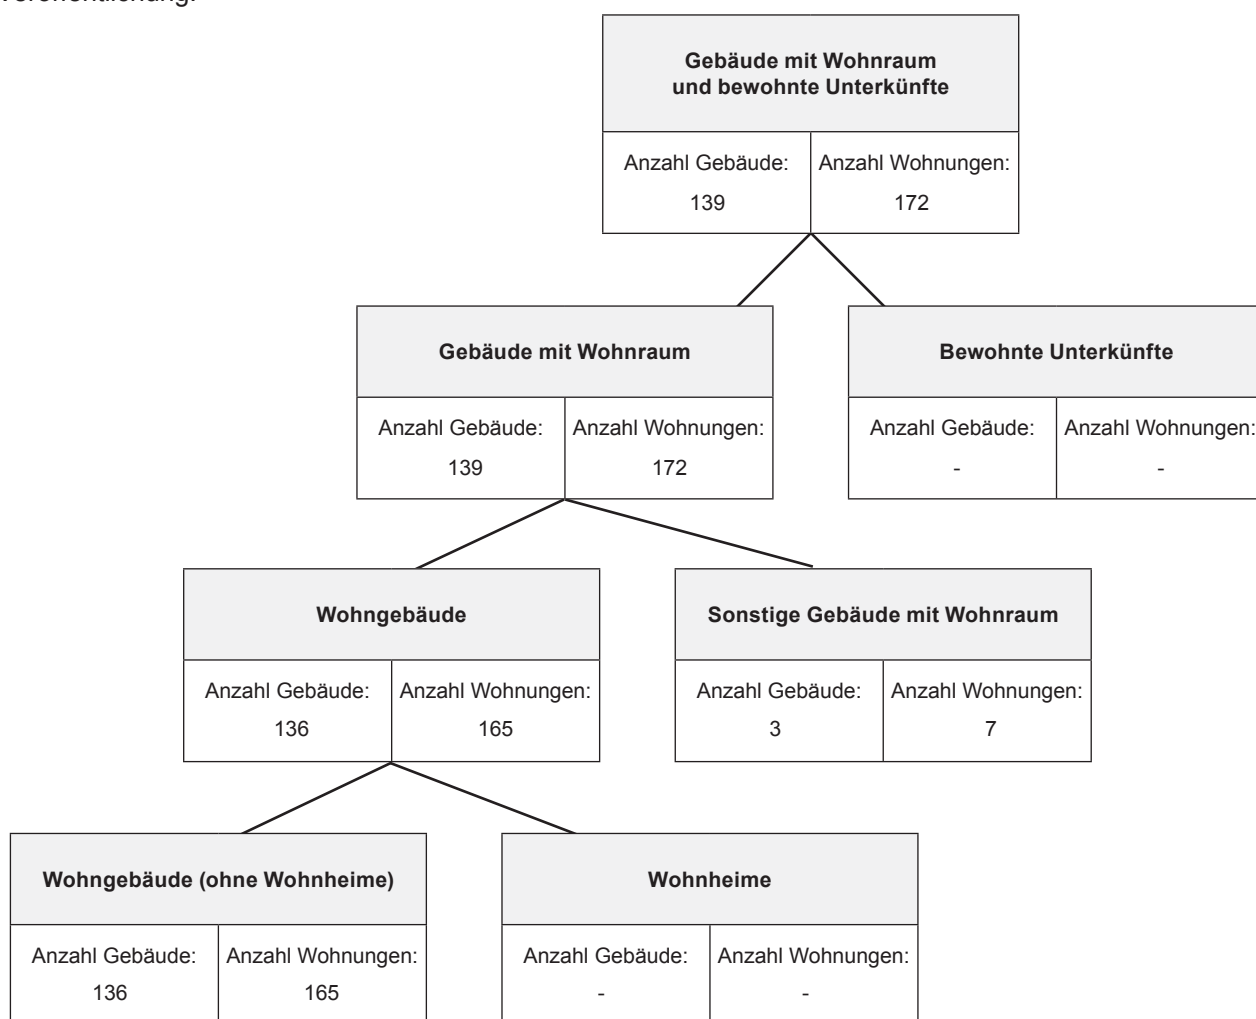 Veröffentlichung.
Gebäude mit Wohnraum
und bewohnte Unterkünfte
Anzahl Gebäude: Anzahl Wohnungen:
139 172
Gebäude mit Wohnraum Bewohnte Unterkünfte
Anzahl Gebäude: Anzahl Wohnungen: Anzahl Gebäude: Anzahl Wohnungen:
139 172 - -
Wohngebäude Sonstige Gebäude mit Wohnraum
Anzahl Gebäude: Anzahl Wohnungen: Anzahl Gebäude: Anzahl Wohnungen:
136 165 3 7
Wohngebäude (ohne Wohnheime) Wohnheime
Anzahl Gebäude: Anzahl Wohnungen: Anzahl Gebäude: Anzahl Wohnungen:
136 165 - -